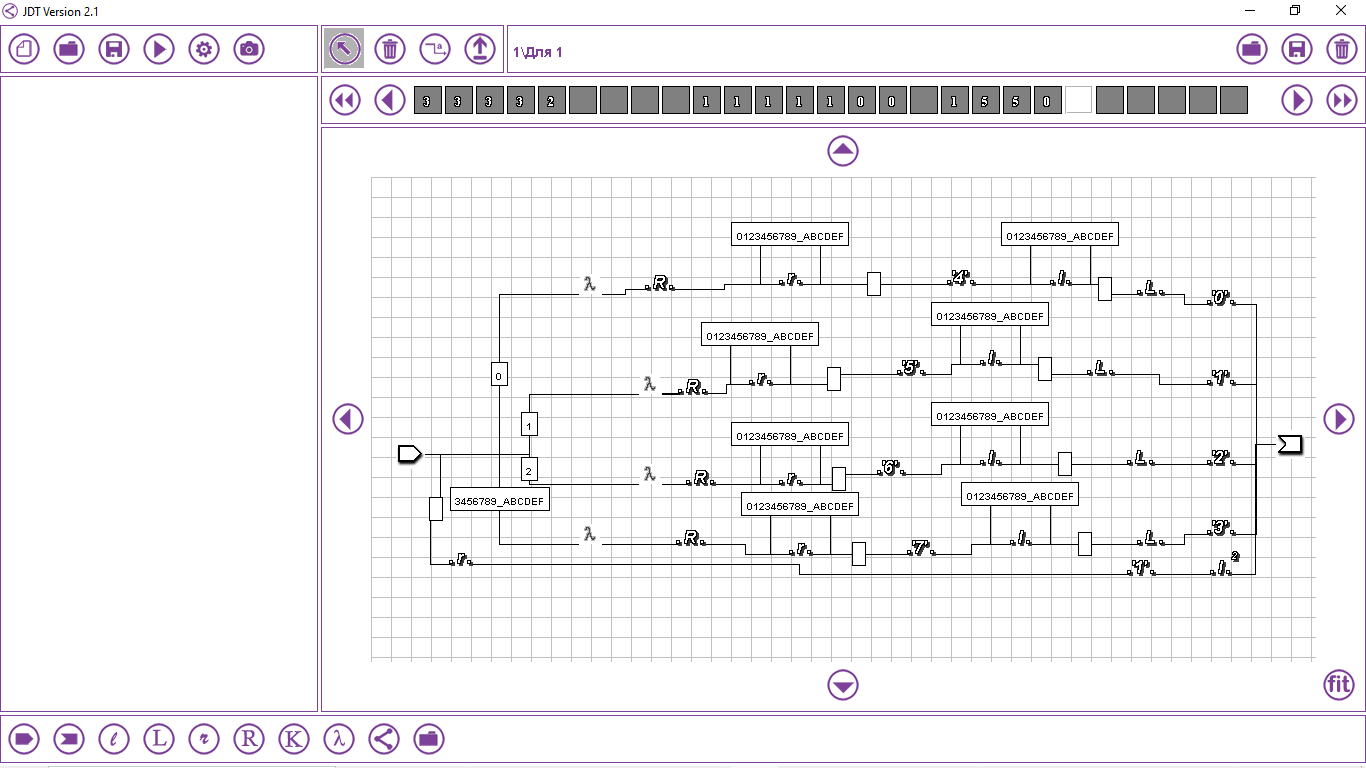 JDT Version 2.1
a
1\Для 1
3 3 3 3 2 1 1 1 1 1 0 0 1 5 5 0
0123456789_ABCDEF 0123456789_ABCDEF
λ .R. .r. .'4'. .l. .L. .'0'.
0123456789_ABCDEF 0123456789_ABCDEF
0 λ .R. .r. .'5'. .l. .L. .'1'.
1
0123456789_ABCDEF 0123456789_ABCDEF
2 λ .R. .r. .'6'. .l. .L. .'2'.
3456789_ABCDEF 0123456789_ABCDEF 0123456789_ABCDEF
λ .R. .r. .'7'. .l. .L. .'3'.
.r. .'1'. .l. 2
fit
l L r R K λ